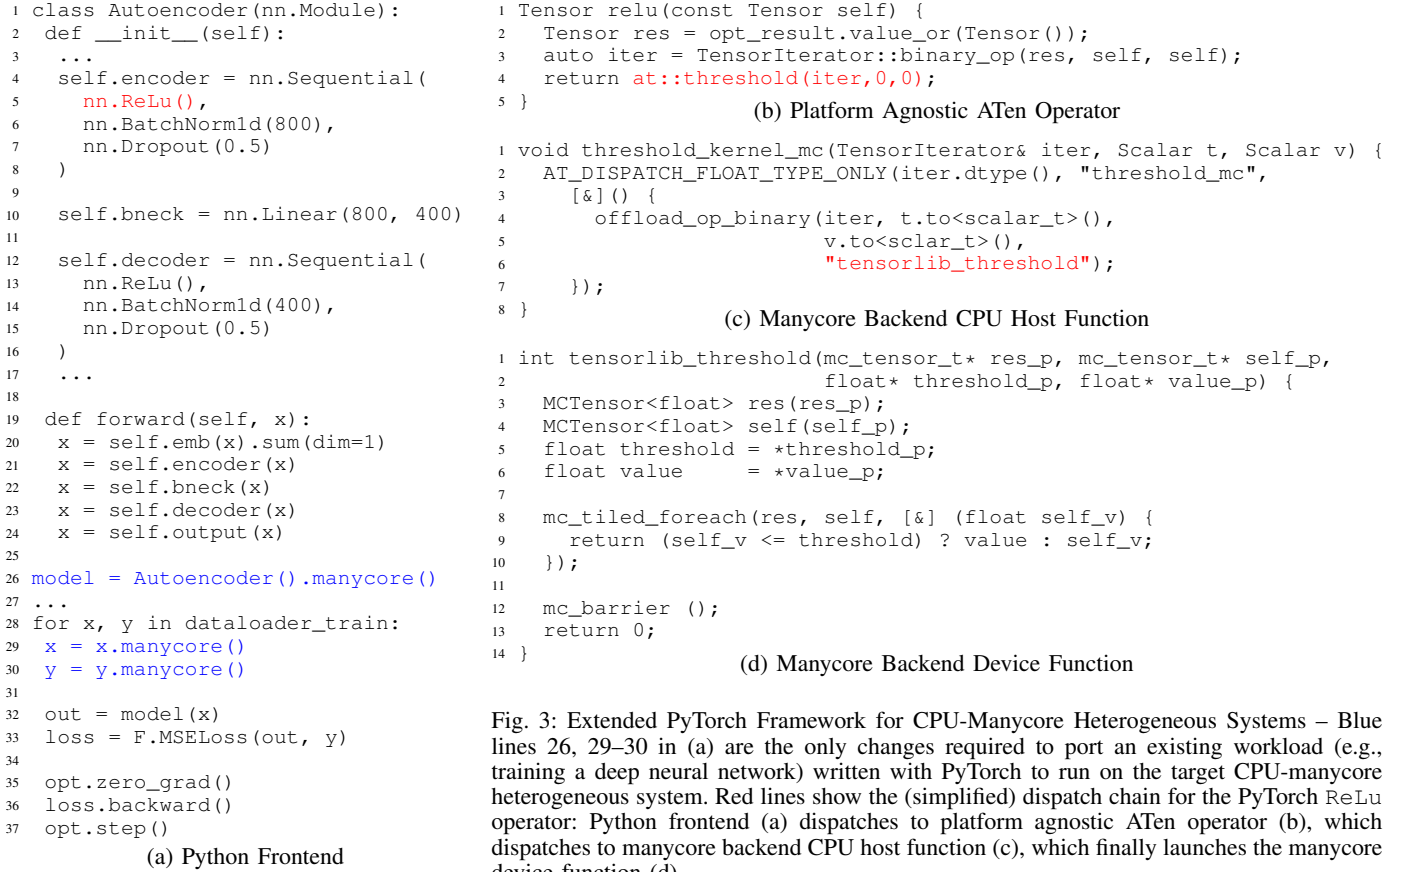 1 class Autoencoder(nn.Module):
2  def __init__(self):
3   ...
4   self.encoder = nn.Sequential(
5     nn.ReLu(),
6     nn.BatchNorm1d(800),
7     nn.Dropout(0.5)
8   )
9
10   self.bneck = nn.Linear(800, 400)
11
12   self.decoder = nn.Sequential(
13     nn.ReLu(),
14     nn.BatchNorm1d(400),
15     nn.Dropout(0.5)
16   )
17   ...
18
19  def forward(self, x):
20   x = self.emb(x).sum(dim=1)
21   x = self.encoder(x)
22   x = self.bneck(x)
23   x = self.decoder(x)
24   x = self.output(x)
25
26 model = Autoencoder().manycore()
27 ...
28 for x, y in dataloader_train:
29  x = x.manycore()
30  y = y.manycore()
31
32  out = model(x)
33  loss = F.MSELoss(out, y)
34
35  opt.zero_grad()
36  loss.backward()
37  opt.step()
(a) Python Frontend
1 Tensor relu(const Tensor self) {
2   Tensor res = opt_result.value_or(Tensor());
3   auto iter = TensorIterator::binary_op(res, self, self);
4   return at::threshold(iter,0,0);
5 }
(b) Platform Agnostic ATen Operator
1 void threshold_kernel_mc(TensorIterator& iter, Scalar t, Scalar v) {
2   AT_DISPATCH_FLOAT_TYPE_ONLY(iter.dtype(), "threshold_mc",
3     [&]() {
4       offload_op_binary(iter, t.to<scalar_t>(),
5                         v.to<sclar_t>(),
6                         "tensorlib_threshold");
7     });
8 }
(c) Manycore Backend CPU Host Function
1 int tensorlib_threshold(mc_tensor_t* res_p, mc_tensor_t* self_p,
2                         float* threshold_p, float* value_p) {
3   MCTensor<float> res(res_p);
4   MCTensor<float> self(self_p);
5   float threshold = *threshold_p;
6   float value     = *value_p;
7
8   mc_tiled_foreach(res, self, [&] (float self_v) {
9     return (self_v <= threshold) ? value : self_v;
10   });
11
12   mc_barrier ();
13   return 0;
14 }
(d) Manycore Backend Device Function
Fig. 3: Extended PyTorch Framework for CPU-Manycore Heterogeneous Systems – Blue
lines 26, 29–30 in (a) are the only changes required to port an existing workload (e.g.,
training a deep neural network) written with PyTorch to run on the target CPU-manycore
heterogeneous system. Red lines show the (simplified) dispatch chain for the PyTorch ReLu
operator: Python frontend (a) dispatches to platform agnostic ATen operator (b), which
dispatches to manycore backend CPU host function (c), which finally launches the manycore
device function (d).